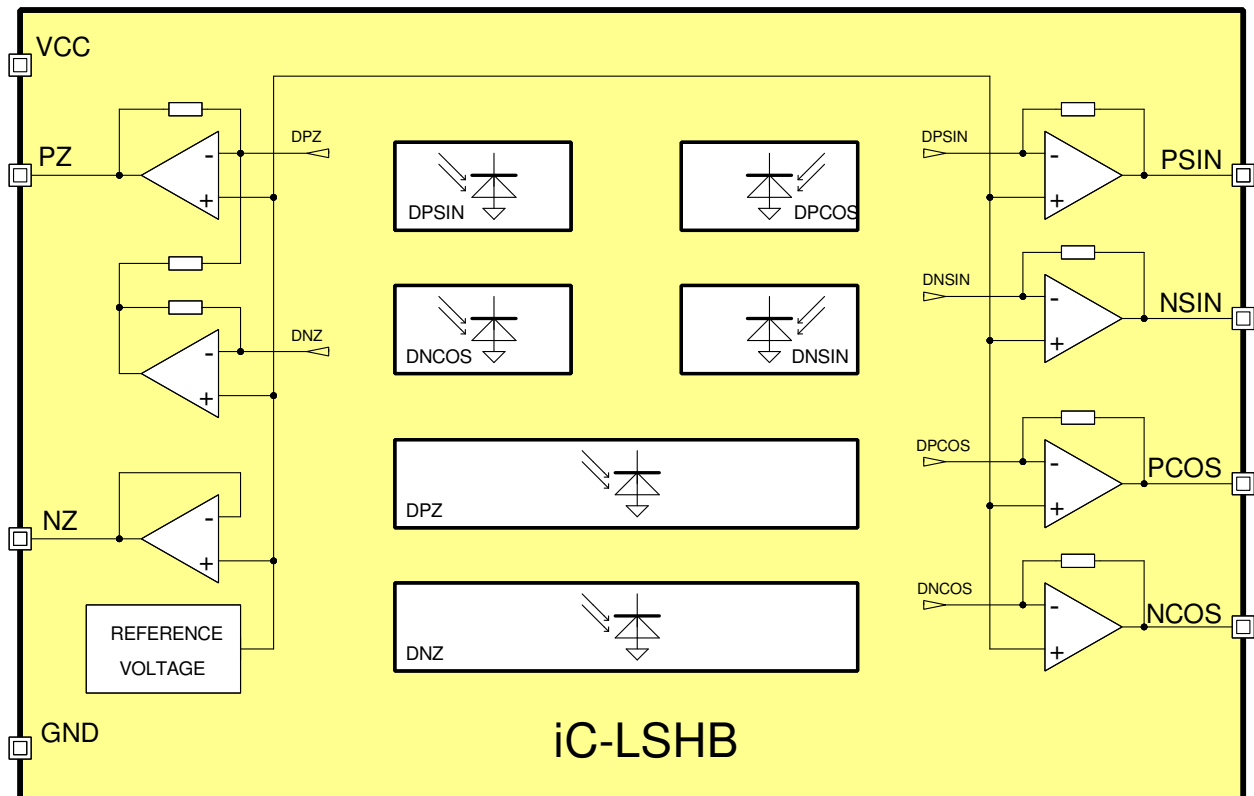 VCC
PZ
DPZ
-
+
DNZ
-
+
NZ
-
+
REFERENCE
VOLTAGE
GND
DPSIN
DPCOS
DNCOS
DNSIN
DPZ
DNZ
iC-LSHB
DPSIN
-
+
PSIN
DNSIN
-
+
NSIN
DPCOS
-
+
PCOS
DNCOS
-
+
NCOS